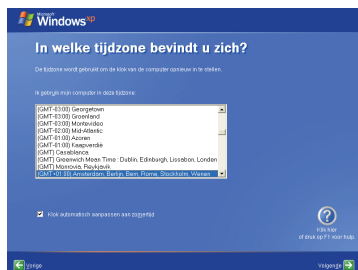 Microsoft
Windows xp
In welke tijdzone bevindt u zich?
De tijdzone wordt gebruikt om de klok van de computer opnieuw in te stellen.
Ik gebruik mijn computer in deze tijdzone:
(GMT-03:00) Georgetown
(GMT-03:00) Groenland
(GMT-03:00) Montevideo
(GMT-02:00) Mid-Atlantic
(GMT-01:00) Azoren
(GMT-01:00) Kaapverdië
(GMT) Casablanca
(GMT) Greenwich Mean Time : Dublin, Edinburgh, Lissabon, Londen
(GMT) Monrovia, Reykjavik
(GMT+01:00) Amsterdam, Berlijn, Bern, Rome, Stockholm, Wenen
Klok automatisch aanpassen aan zomertijd
Klik hier
of druk op F1 voor hulp.
Vorige
Volgende